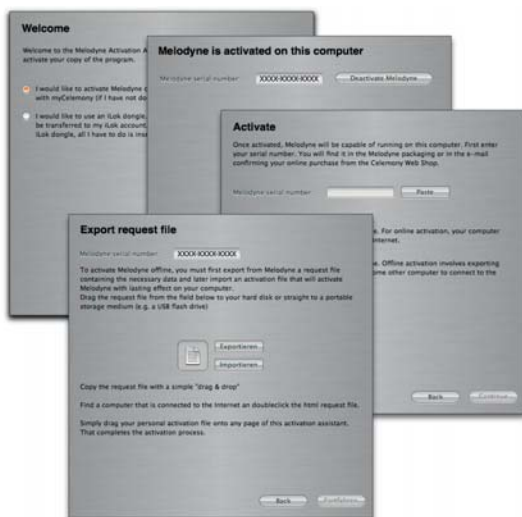 Welcome
Welcome to the Melodyne Activation A
activate your copy of the program.
I would like to activate Melodyne
with myCelemony (if I have not do
I would like to use an iLok dongle.
be transferred to my iLok account.
iLok dongle, all I have to do is inse
Melodyne is activated on this computer
Melodyne serial number: XXXX-XXXX-XXXX
Deactivate Melodyne
Activate
Once activated, Melodyne will be capable of running on this computer. First enter
your serial number. You will find it in the Melodyne packaging or in the e-mail
confirming your online purchase from the Celemony Web Shop.
Melodyne serial number:
Paste
e. For online activation, your computer
nternet.
e. Offline activation involves exporting
ome other computer to connect to the
Back
Continue
Export request file
Melodyne serial number: XXXX-XXXX-XXXX
To activate Melodyne offline, you must first export from Melodyne a request file
containing the necessary data and later import an activation file that will activate
Melodyne with lasting effect on your computer.
Drag the request file from the field below to your hard disk or straight to a portable
storage medium (e.g. a USB flash drive)
Exportieren
Importieren
Copy the request file with a simple "drag & drop"
Find a computer that is connected to the Internet an doubleclick the html request file.
Simply drag your personal activation file onto any page of this activation assistant.
That completes the activation process.
Back
Fortfahren